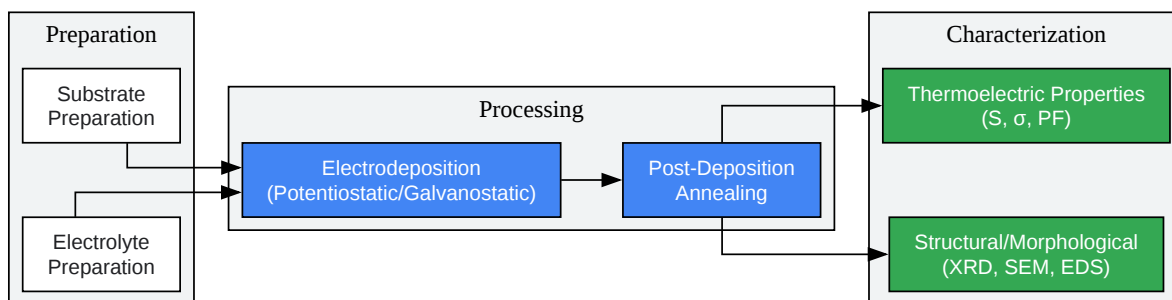 Preparation
Substrate
Preparation
Electrolyte
Preparation
Processing
Electrodeposition
(Potentiostatic/Galvanostatic)
Post-Deposition
Annealing
Characterization
Thermoelectric Properties
(S, σ, PF)
Structural/Morphological
(XRD, SEM, EDS)